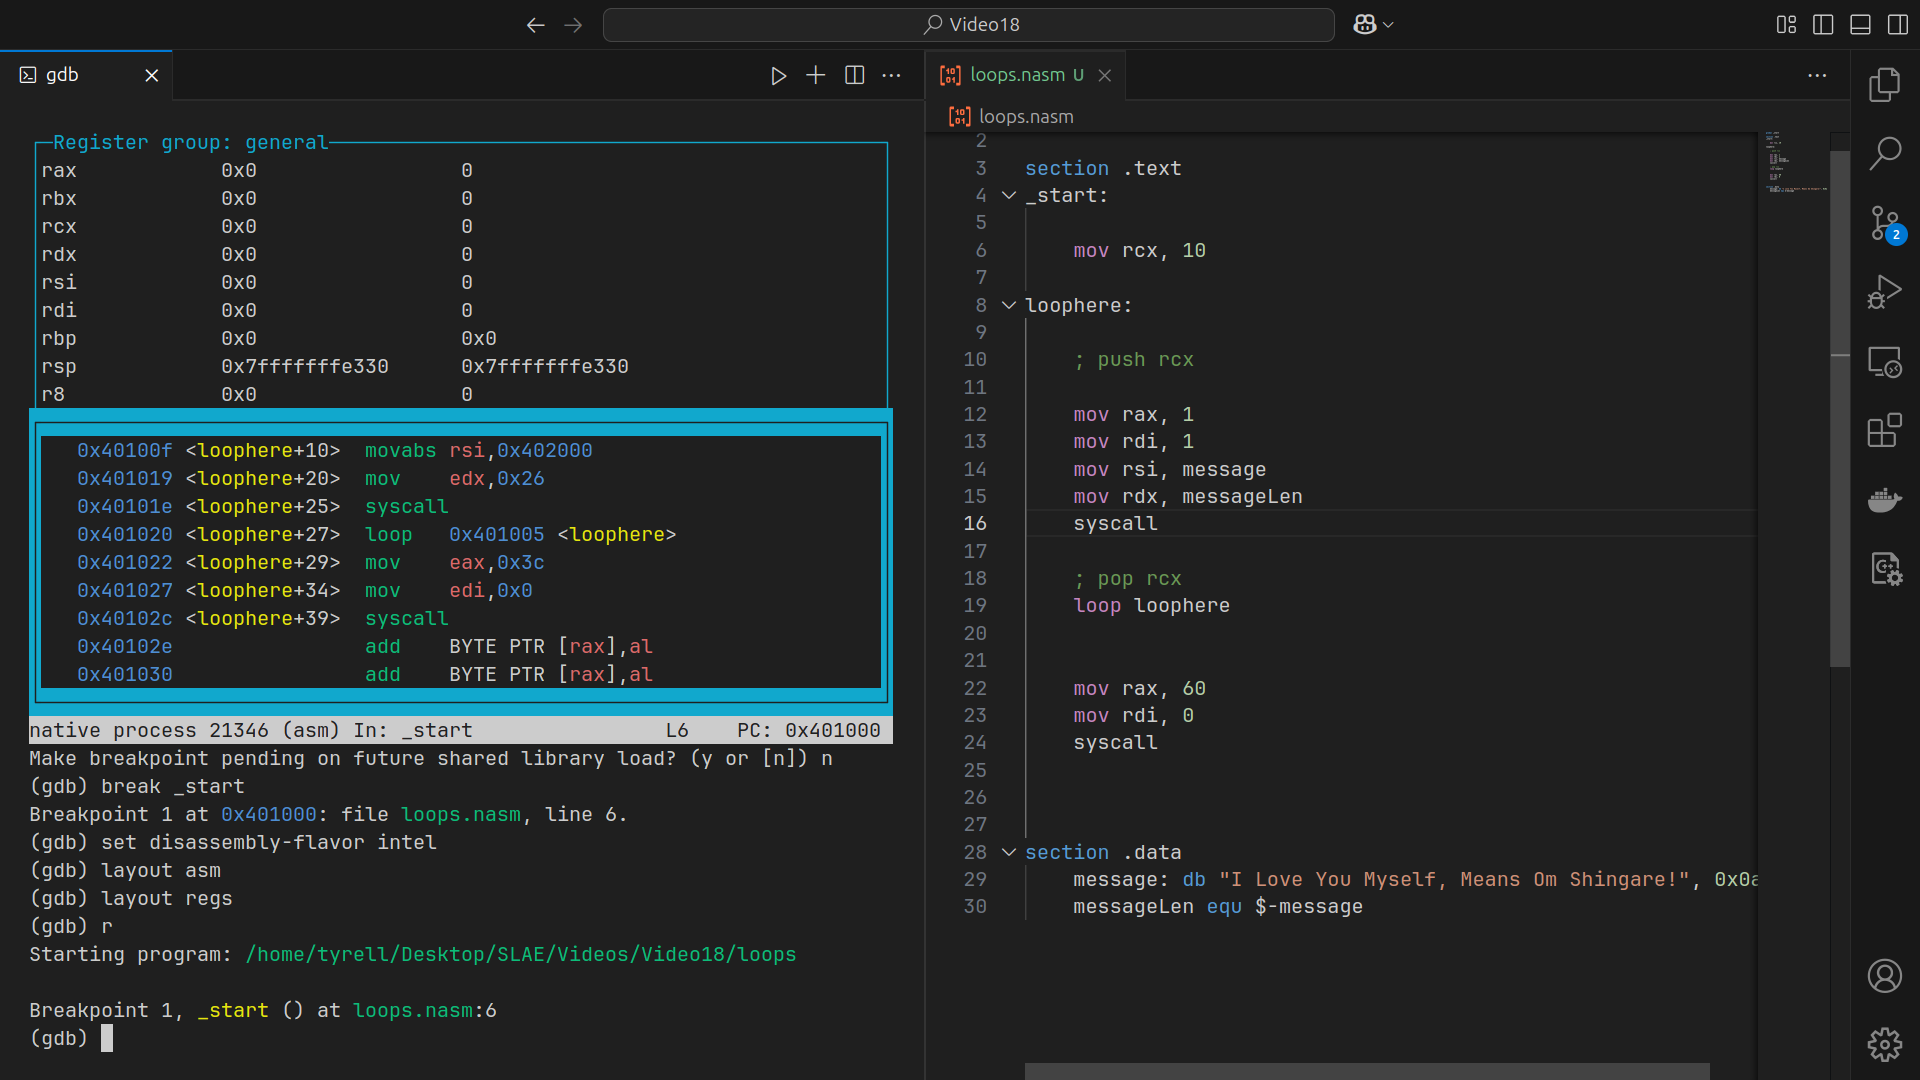 Video18
gdb
Register group: general
rax 0x0 0
rbx 0x0 0
rcx 0x0 0
rdx 0x0 0
rsi 0x0 0
rdi 0x0 0
rbp 0x0 0x0
rsp 0x7fffffffe330 0x7fffffffe330
r8 0x0 0
0x40100f <loophere+10> movabs rsi,0x402000
0x401019 <loophere+20> mov edx,0x26
0x40101e <loophere+25> syscall
0x401020 <loophere+27> loop 0x401005 <loophere>
0x401022 <loophere+29> mov eax,0x3c
0x401027 <loophere+34> mov edi,0x0
0x40102c <loophere+39> syscall
0x40102e add BYTE PTR [rax],al
0x401030 add BYTE PTR [rax],al
native process 21346 (asm) In: _start L6 PC: 0x401000
Make breakpoint pending on future shared library load? (y or [n]) n
(gdb) break _start
Breakpoint 1 at 0x401000: file loops.nasm, line 6.
(gdb) set disassembly-flavor intel
(gdb) layout asm
(gdb) layout regs
(gdb) r
Starting program: /home/tyrell/Desktop/SLAE/Videos/Video18/loops
Breakpoint 1, _start () at loops.nasm:6
(gdb)
loops.nasm U
loops.nasm
2
3 section .text
4 _start:
5
6 mov rcx, 10
7
8 loophere:
9
10 ; push rcx
11
12 mov rax, 1
13 mov rdi, 1
14 mov rsi, message
15 mov rdx, messageLen
16 syscall
17
18 ; pop rcx
19 loop loophere
20
21
22 mov rax, 60
23 mov rdi, 0
24 syscall
25
26
27
28 section .data
29 message: db "I Love You Myself, Means Om Shingare!", 0x0a
30 messageLen equ $-message
2